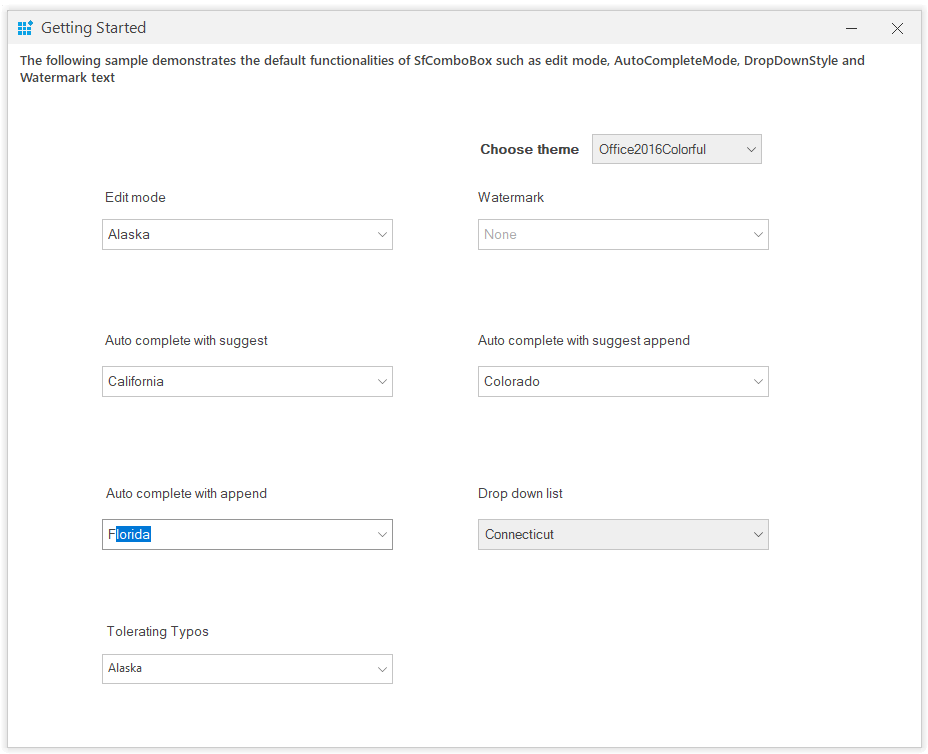 Getting Started
The following sample demonstrates the default functionalities of SfComboBox such as edit mode, AutoCompleteMode, DropDownStyle and
Watermark text
Choose theme Office2016Colorful
Edit mode Watermark
Alaska None
Auto complete with suggest Auto complete with suggest append
California Colorado
Auto complete with append Drop down list
Florida Connecticut
Tolerating Typos
Alaska